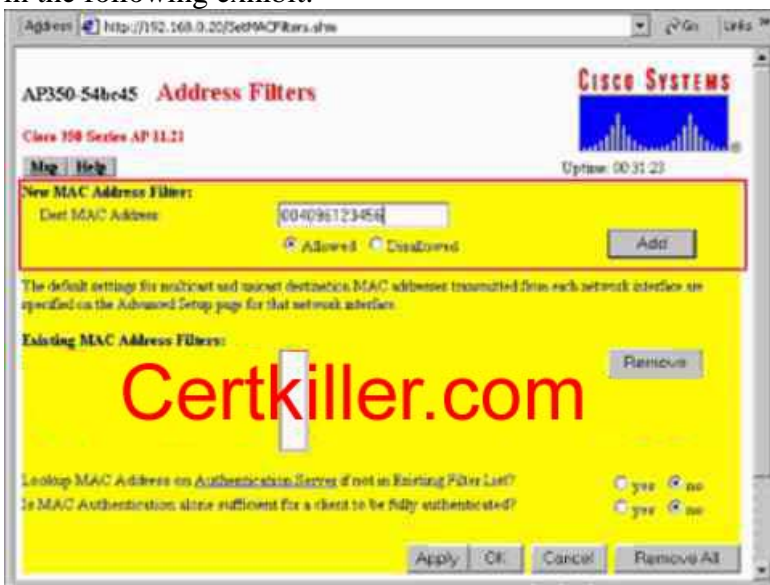 in the following exhibit.
Address http://192.168.0.20/SetMACFilters.shm Go Links »
AP350-54bc45 Address Filters
CISCO SYSTEMS
Cisco 350 Series AP 11.21
Map Help
Uptime: 00:31:23
New MAC Address Filter:
Dest MAC Address: 004096123456
Allowed Disallowed Add
The default settings for multicast and unicast destination MAC addresses transmitted from each network interface are
specified on the Advanced Setup page for that network interface.
Existing MAC Address Filters:
Remove
Certkiller.com
Lookup MAC Address on Authentication Server if not in Existing Filter List? yes no
Is MAC Authentication alone sufficient for a client to be fully authenticated? yes no
Apply OK Cancel Remove All